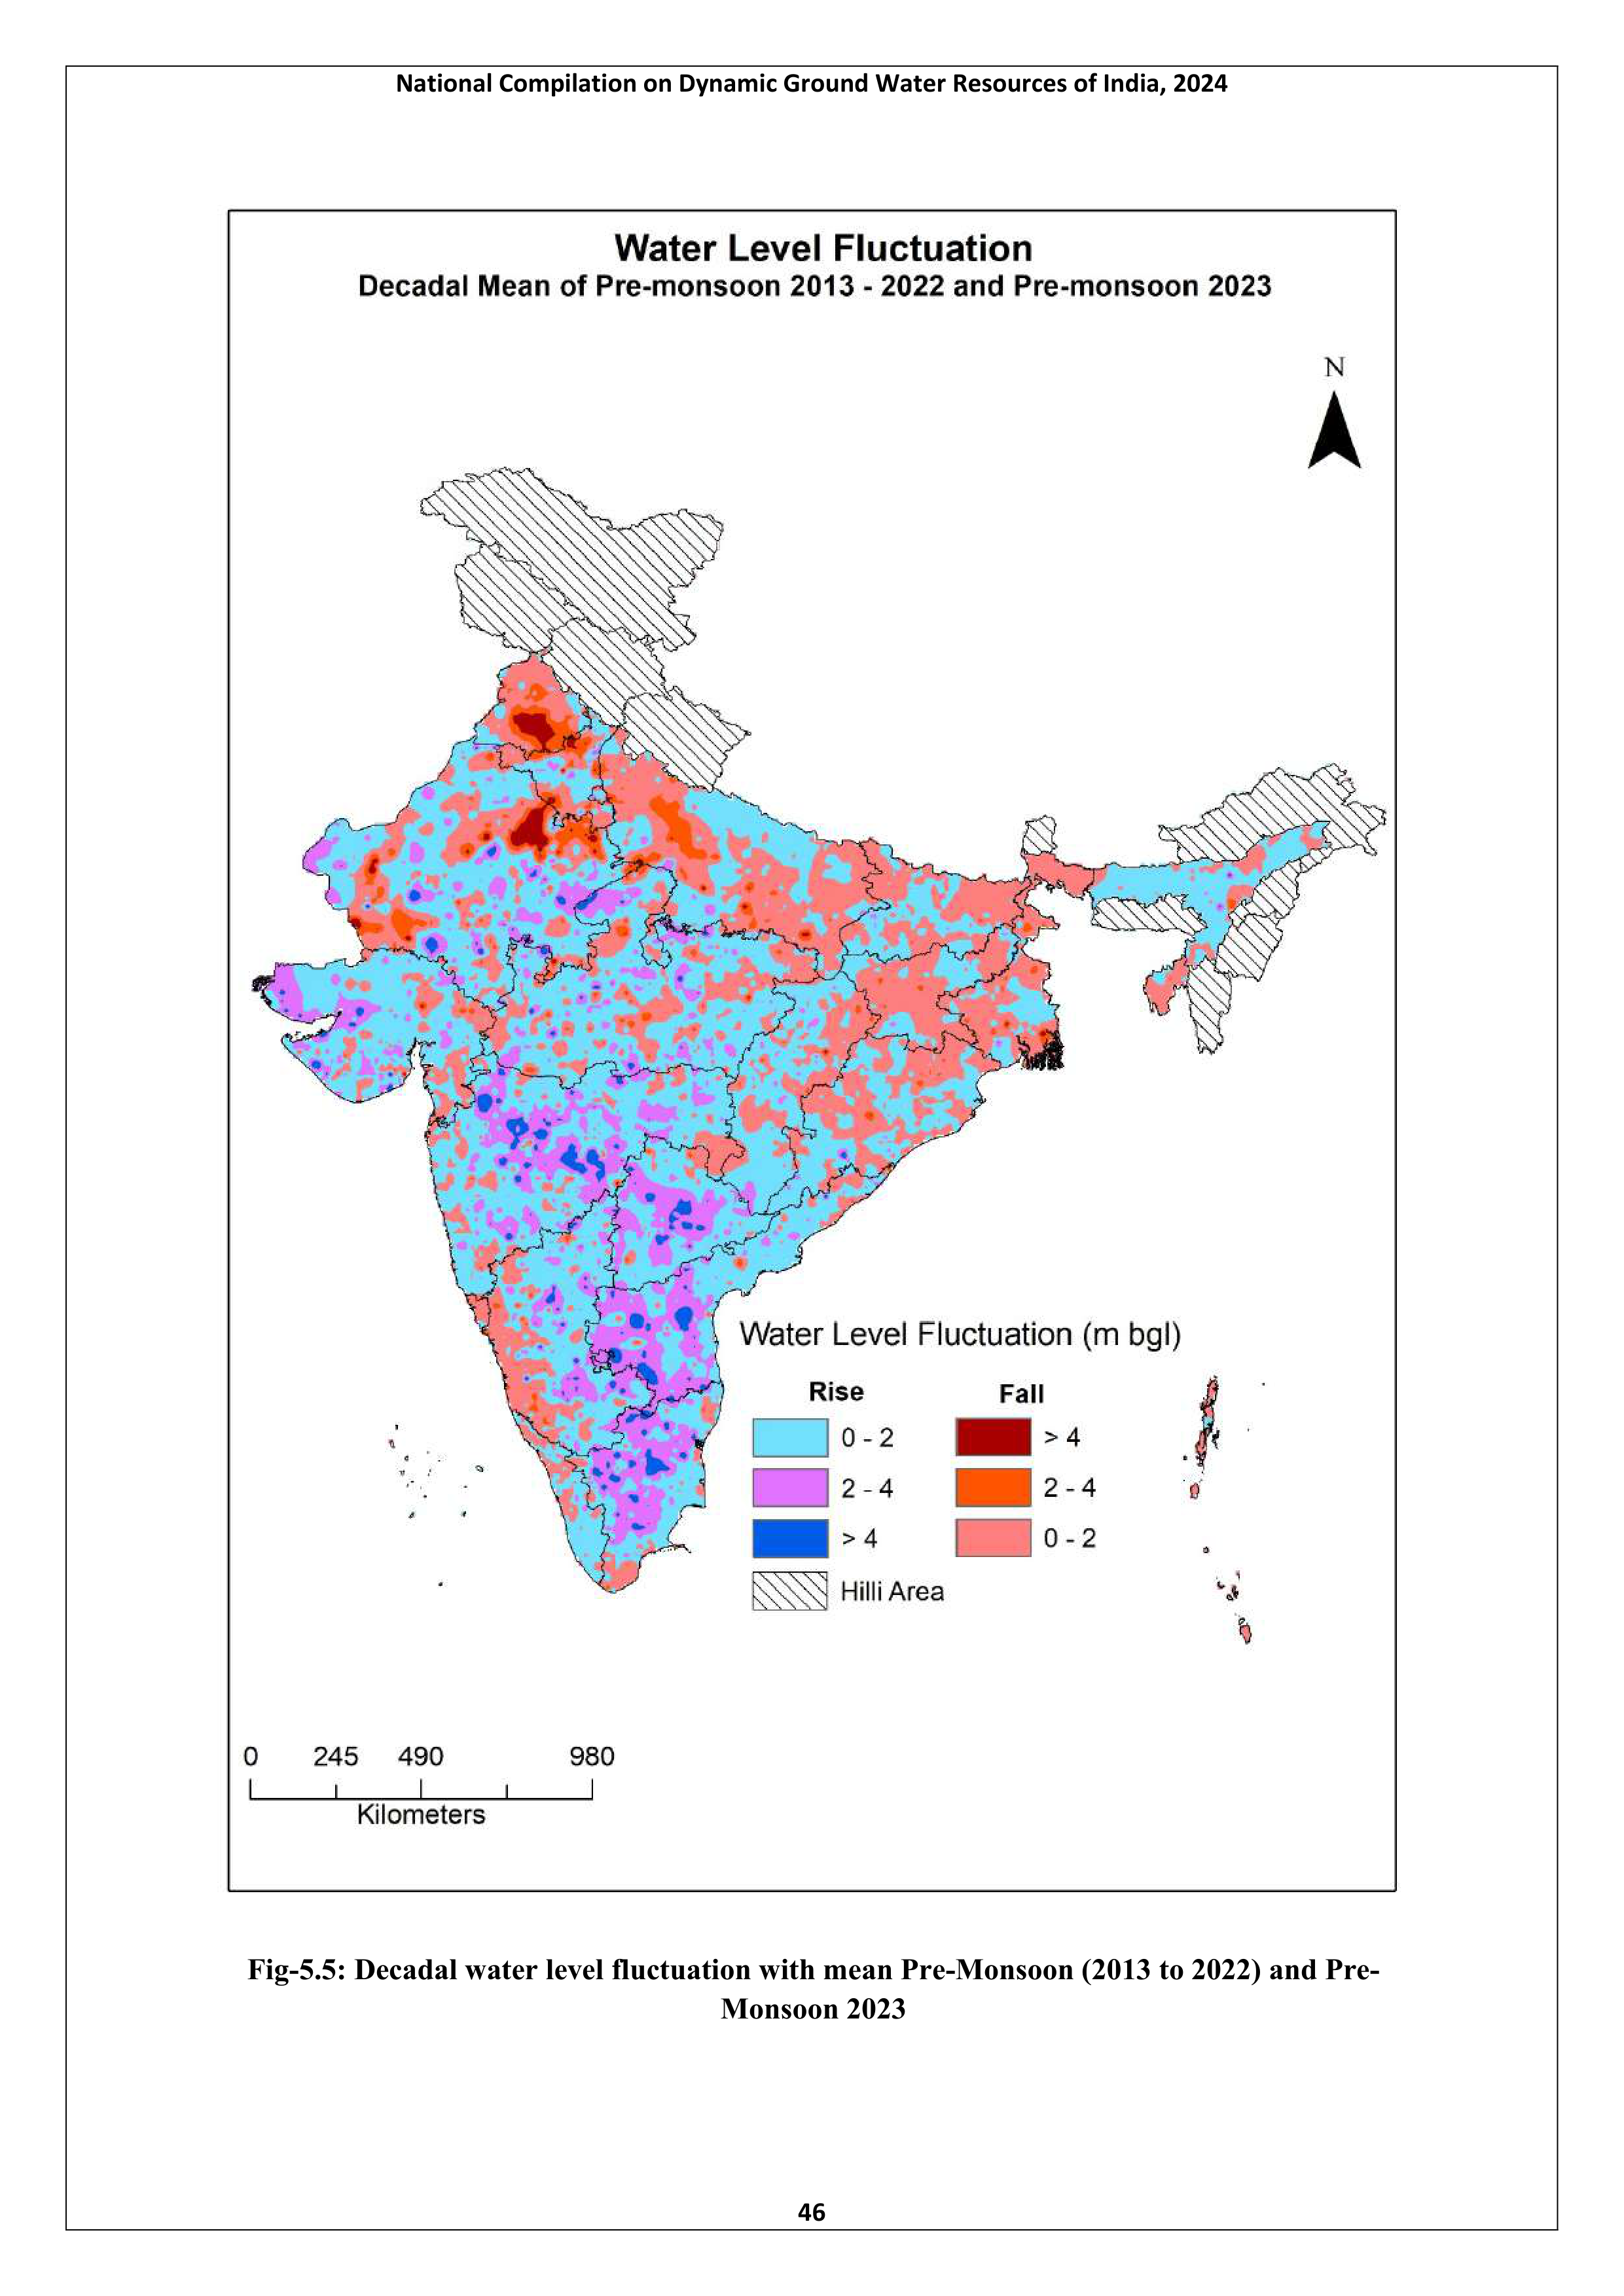 National Compilation on Dynamic Ground Water Resources of India, 2024
Water Level Fluctuation
Decadal Mean of Pre-monsoon 2013 - 2022 and Pre-monsoon 2023
N
Water Level Fluctuation (m bgl)
Rise Fall
0 - 2 > 4
2 - 4 2 - 4
> 4 0 - 2
Hilli Area
0 245 490 980
Kilometers
Fig-5.5: Decadal water level fluctuation with mean Pre-Monsoon (2013 to 2022) and Pre-
Monsoon 2023
46